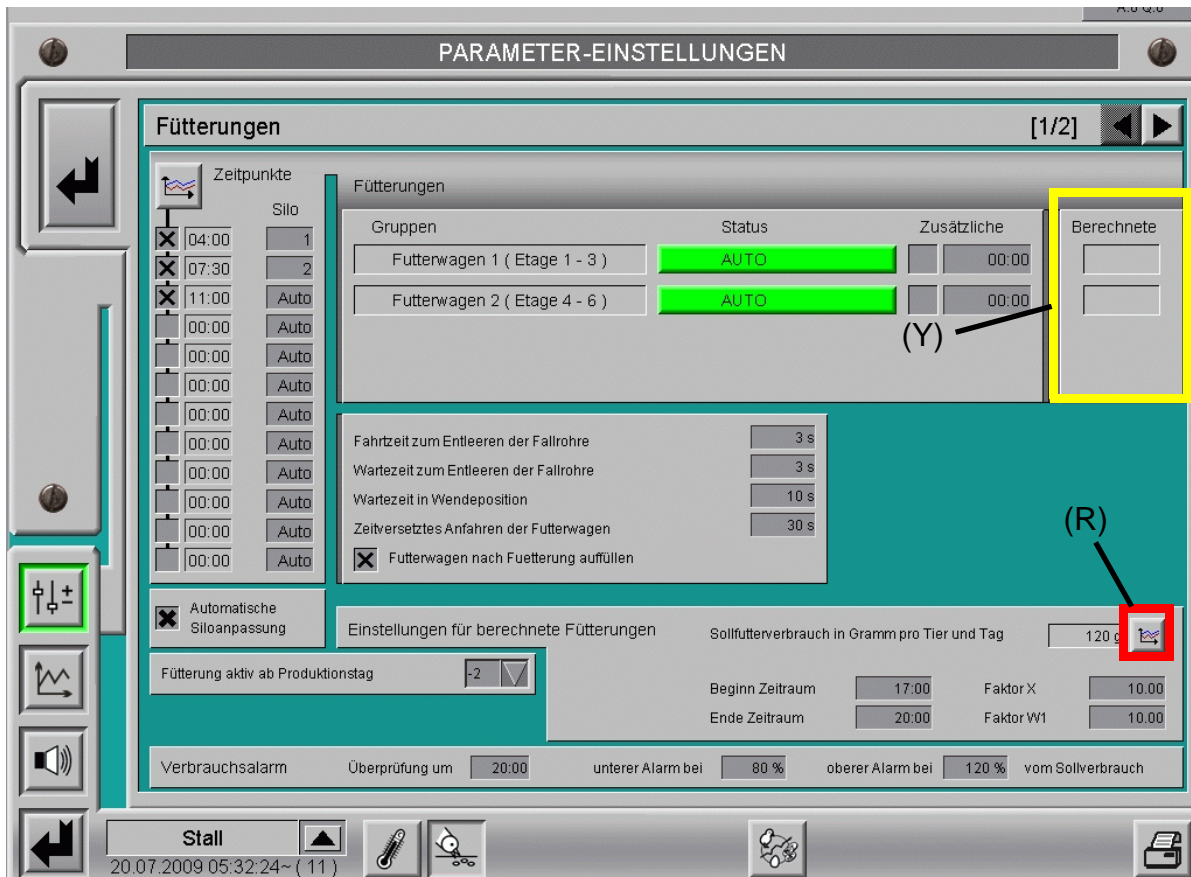 A:0 Q:0
PARAMETER-EINSTELLUNGEN
Fütterungen [1/2]
Zeitpunkte
Silo
04:00 1
07:30 2
11:00 Auto
00:00 Auto
00:00 Auto
00:00 Auto
00:00 Auto
00:00 Auto
00:00 Auto
00:00 Auto
00:00 Auto
00:00 Auto
Automatische
Siloanpassung
Fütterungen
Gruppen Status Zusätzliche Berechnete
Futterwagen 1 ( Etage 1 - 3 ) AUTO 00:00
Futterwagen 2 ( Etage 4 - 6 ) AUTO 00:00
(Y)
Fahrtzeit zum Entleeren der Fallrohre 3 s
Wartezeit zum Entleeren der Fallrohre 3 s
Wartezeit in Wendeposition 10 s
Zeitversetztes Anfahren der Futterwagen 30 s
Futterwagen nach Fuetterung auffüllen
(R)
Einstellungen für berechnete Fütterungen
Sollfutterverbrauch in Gramm pro Tier und Tag 120 g
Beginn Zeitraum 17:00 Faktor X 10.00
Ende Zeitraum 20:00 Faktor W1 10.00
Fütterung aktiv ab Produktionstag -2
Verbrauchsalarm Überprüfung um 20:00 unterer Alarm bei 80 % oberer Alarm bei 120 % vom Sollverbrauch
Stall
20.07.2009 05:32:24~ ( 11 )